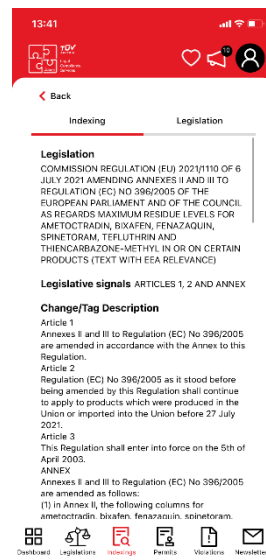 13:41
10
TÜV
Legal
Compliance
Services
Back
Indexing Legislation
Legislation
COMMISSION REGULATION (EU) 2021/1110 OF 6
JULY 2021 AMENDING ANNEXES II AND III TO
REGULATION (EC) NO 396/2005 OF THE
EUROPEAN PARLIAMENT AND OF THE COUNCIL
AS REGARDS MAXIMUM RESIDUE LEVELS FOR
AMETOCTRADIN, BIXAFEN, FENAZAQUIN,
SPINETORAM, TEFLUTHRIN AND
THIENCARBAZONE-METHYL IN OR ON CERTAIN
PRODUCTS (TEXT WITH EEA RELEVANCE)
Legislative signals ARTICLES 1, 2 AND ANNEX
Change/Tag Description
Article 1
Annexes II and III to Regulation (EC) No 396/2005
are amended in accordance with the Annex to this
Regulation.
Article 2
Regulation (EC) No 396/2005 as it stood before
being amended by this Regulation shall continue
to apply to products which were produced in the
Union or imported into the Union before 27 July
2021.
Article 3
This Regulation shall enter into force on the 5th of
April 2003.
ANNEX
Annexes II and III to Regulation (EC) No 396/2005
are amended as follows:
(1) in Annex II, the following columns for
ametoctradin, bixafen, fenazaquin, spinetoram,
Dashboard Legislations Indexings Permits Violations Newsletter